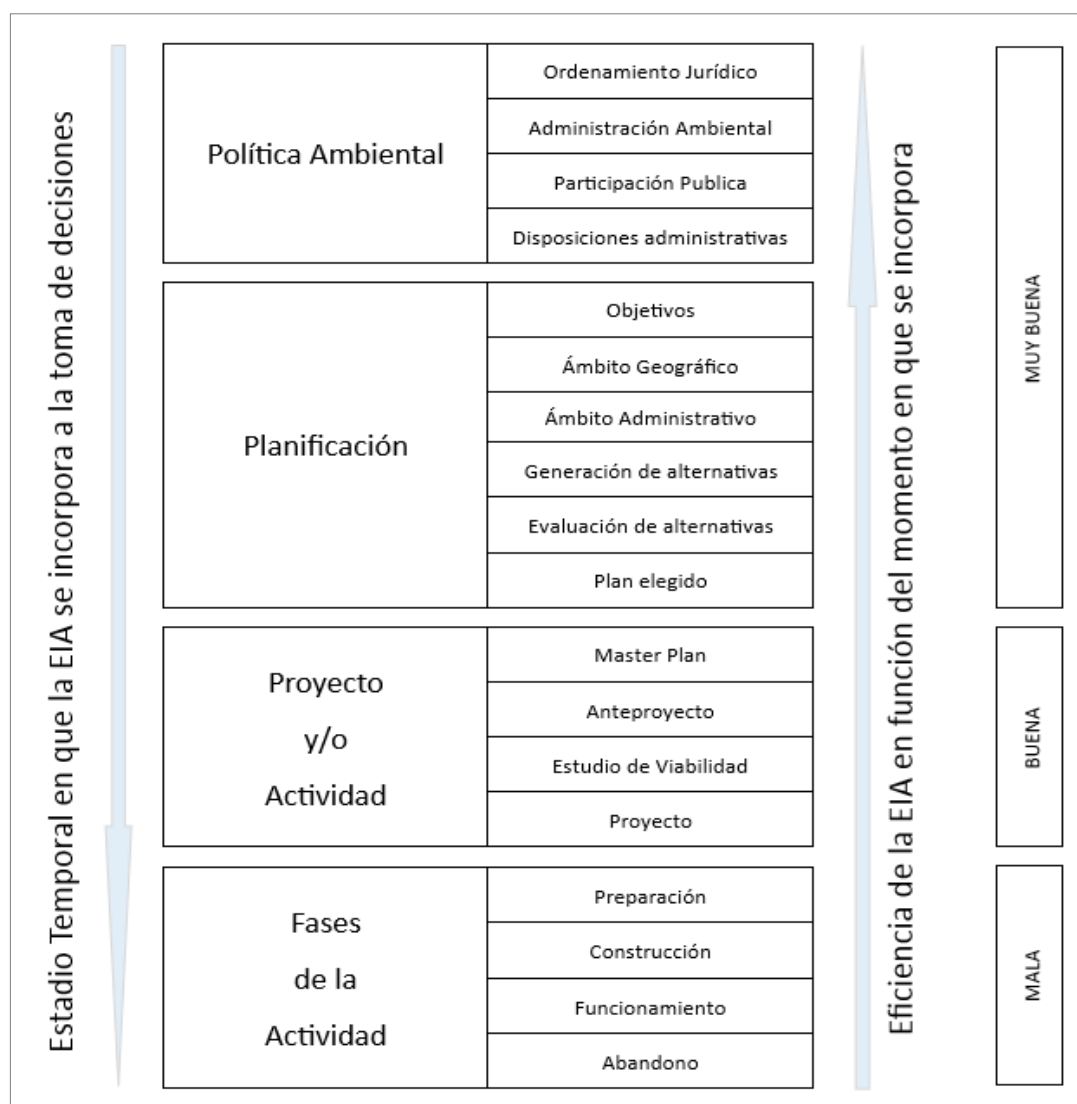 Estadio Temporal en que la EIA se incorpora a la toma de decisiones
Política Ambiental
Ordenamiento Jurídico
Administración Ambiental
Participación Publica
Disposiciones administrativas
Planificación
Objetivos
Ámbito Geográfico
Ámbito Administrativo
Generación de alternativas
Evaluación de alternativas
Plan elegido
Proyecto
y/o
Actividad
Master Plan
Anteproyecto
Estudio de Viabilidad
Proyecto
Fases
de la
Actividad
Preparación
Construcción
Funcionamiento
Abandono
Eficiencia de la EIA en función del momento en que se incorpora
MUY BUENA
BUENA
MALA